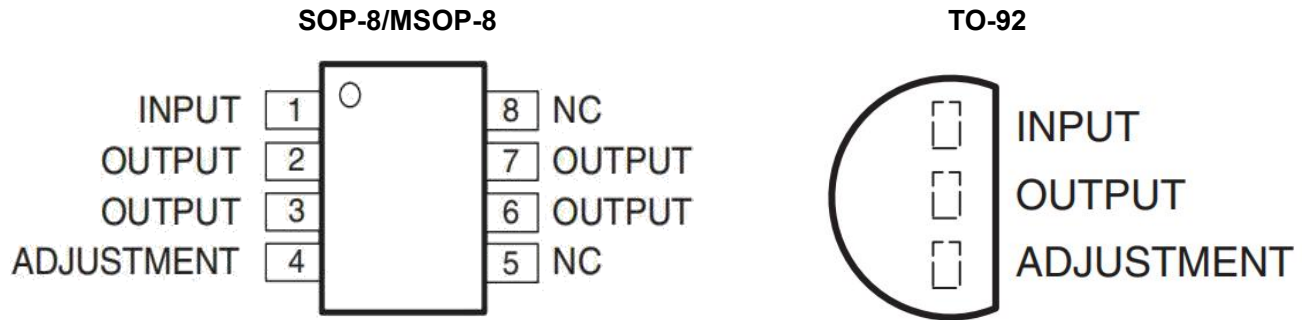 SOP-8/MSOP-8
INPUT 1 8 NC
OUTPUT 2 7 OUTPUT
OUTPUT 3 6 OUTPUT
ADJUSTMENT 4 5 NC
TO-92
INPUT
OUTPUT
ADJUSTMENT